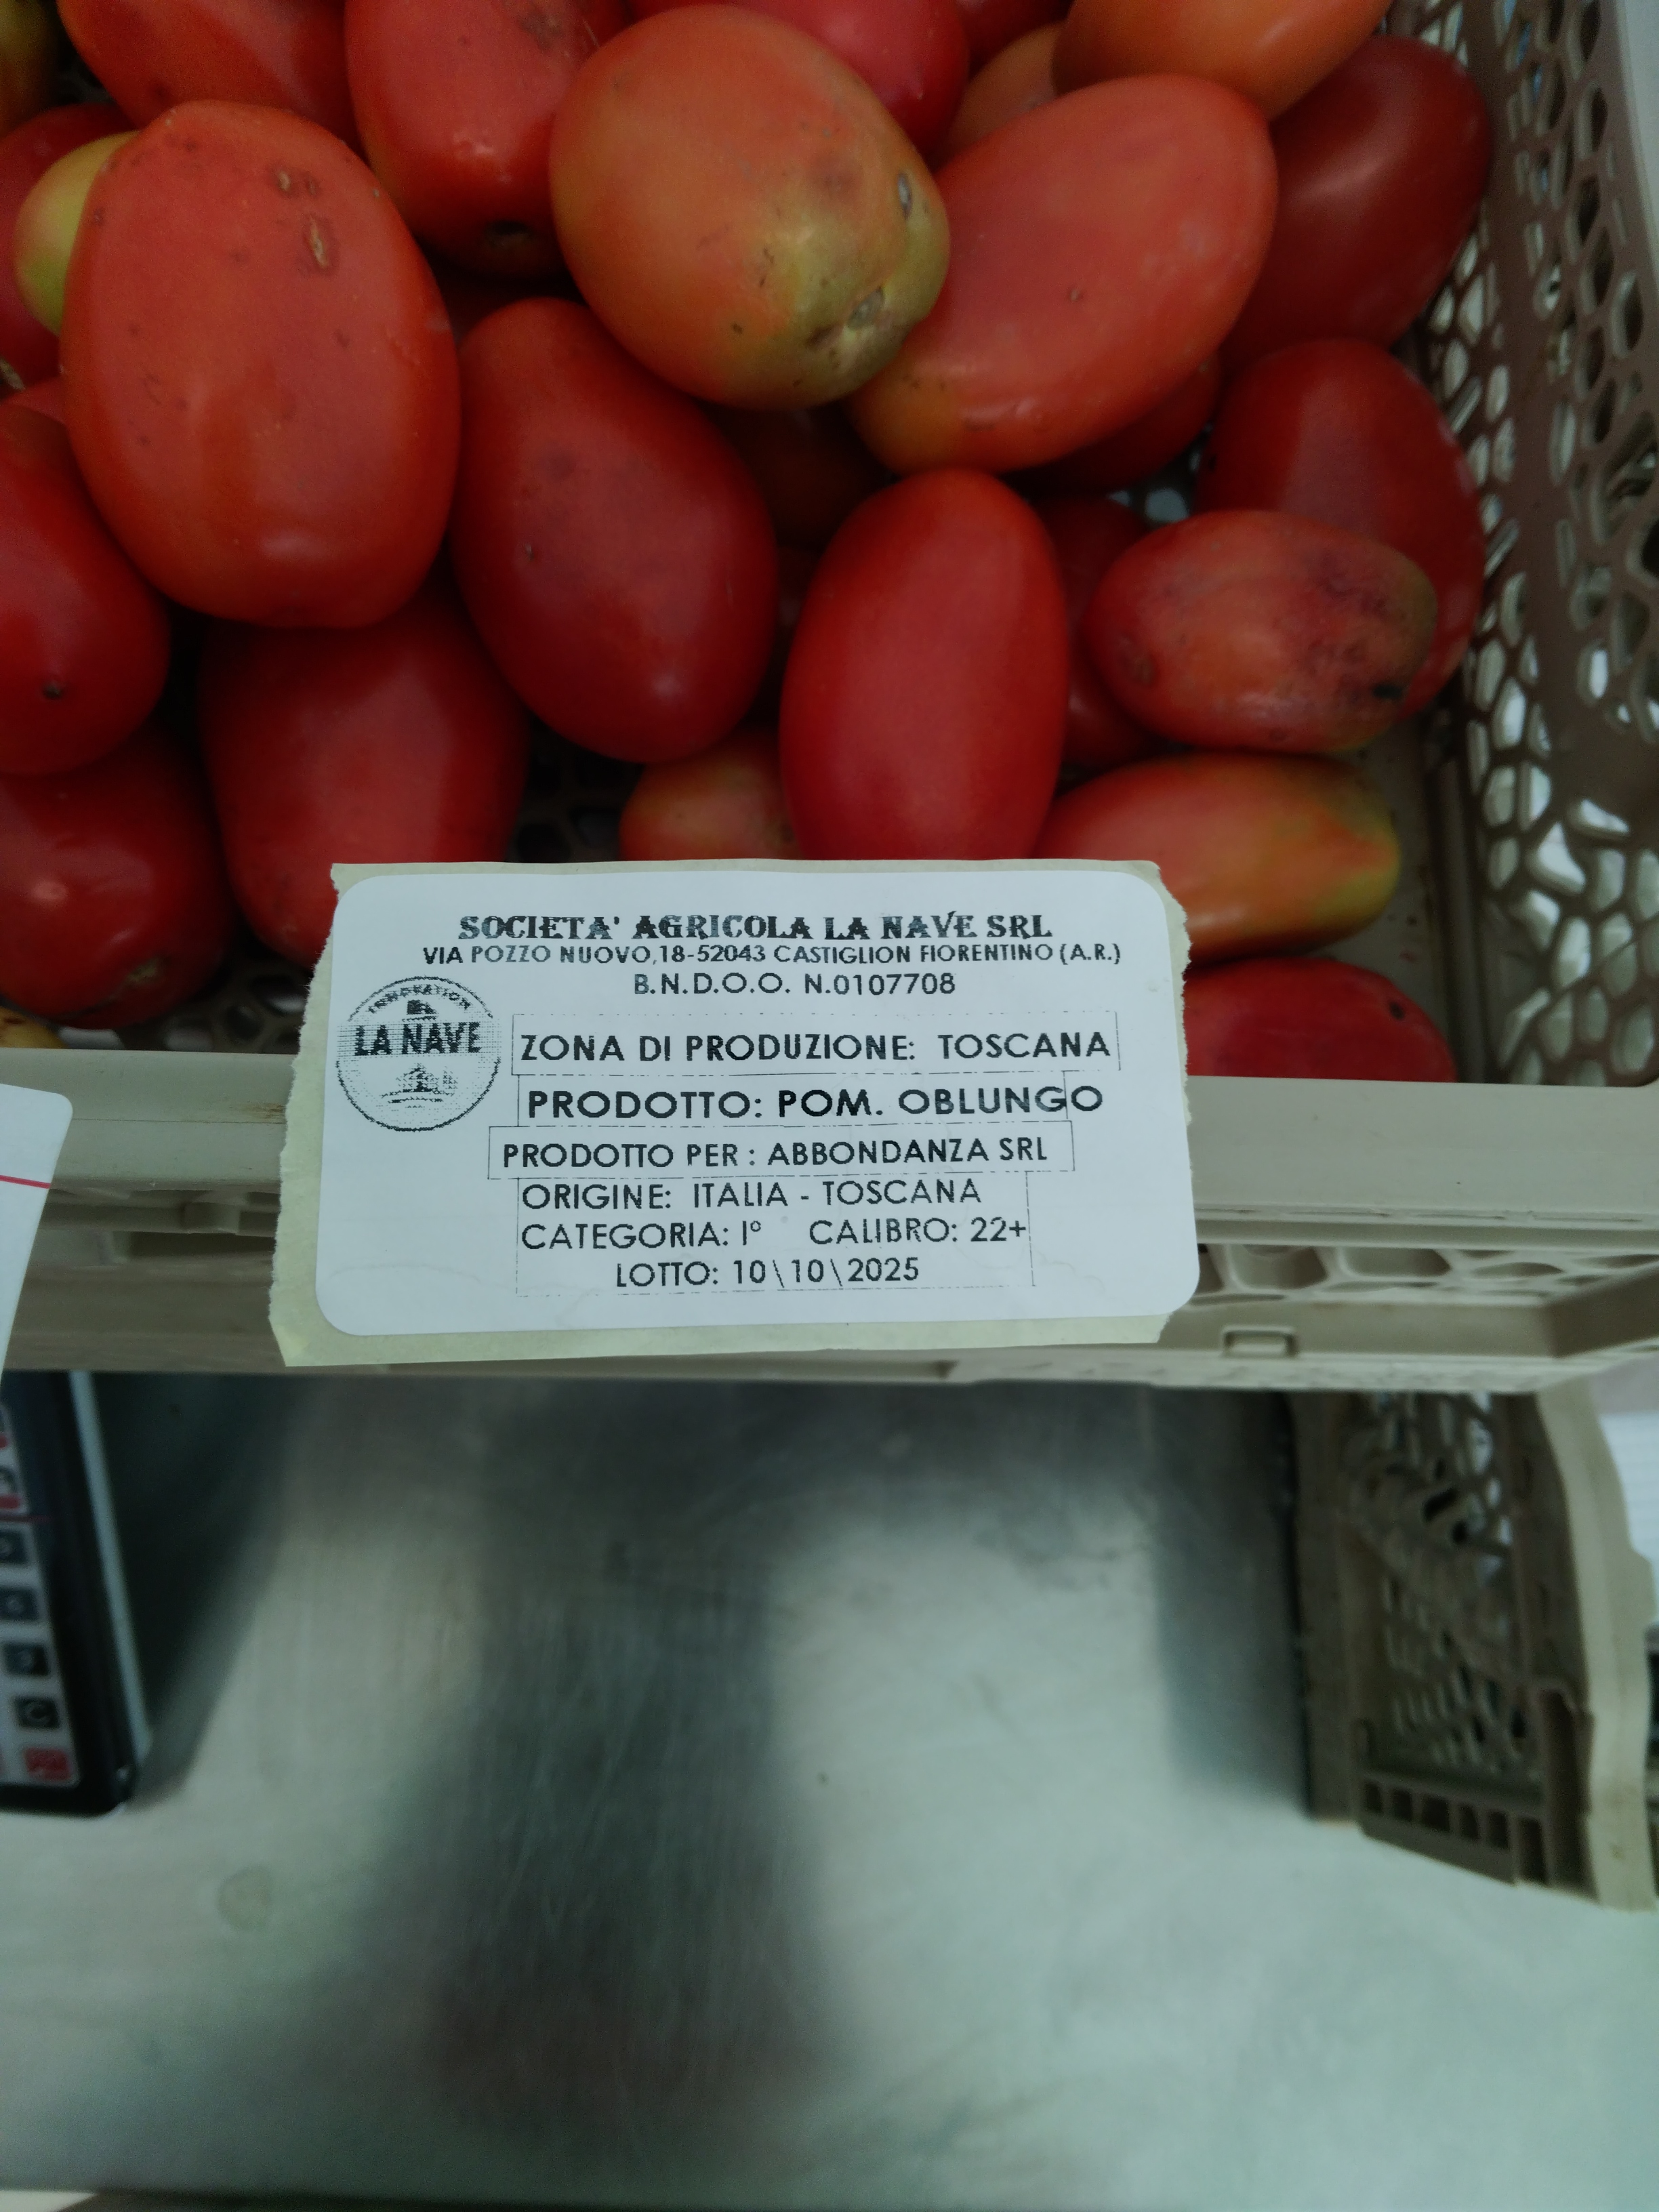 SOCIETA' AGRICOLA LA NAVE SRL
VIA POZZO NUOVO,18-52043 CASTIGLION FIORENTINO (A.R.)
B.N.D.O.O. N.0107708
INNOVATION
LA NAVE
ZONA DI PRODUZIONE: TOSCANA
PRODOTTO: POM. OBLUNGO
PRODOTTO PER : ABBONDANZA SRL
ORIGINE: ITALIA - TOSCANA
CATEGORIA: I° CALIBRO: 22+
LOTTO: 10\10\2025
C